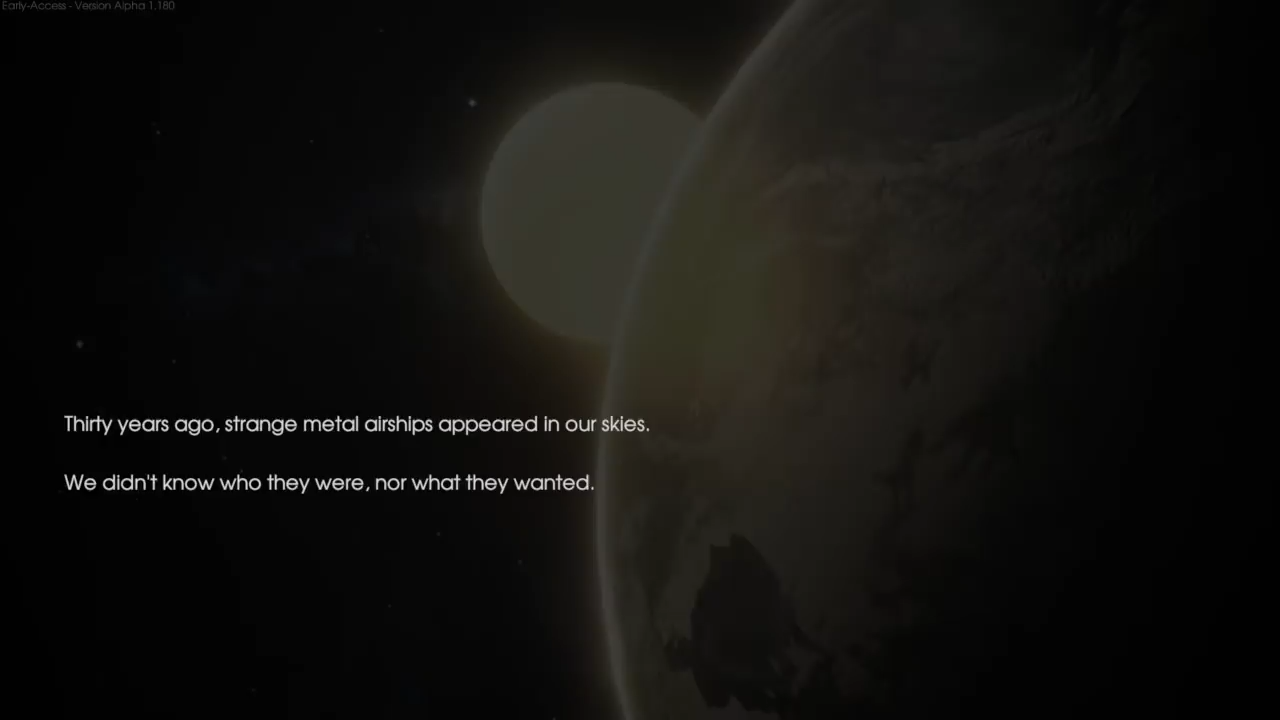 Early-Access - Version Alpha 1.180
Thirty years ago, strange metal airships appeared in our skies.
We didn't know who they were, nor what they wanted.